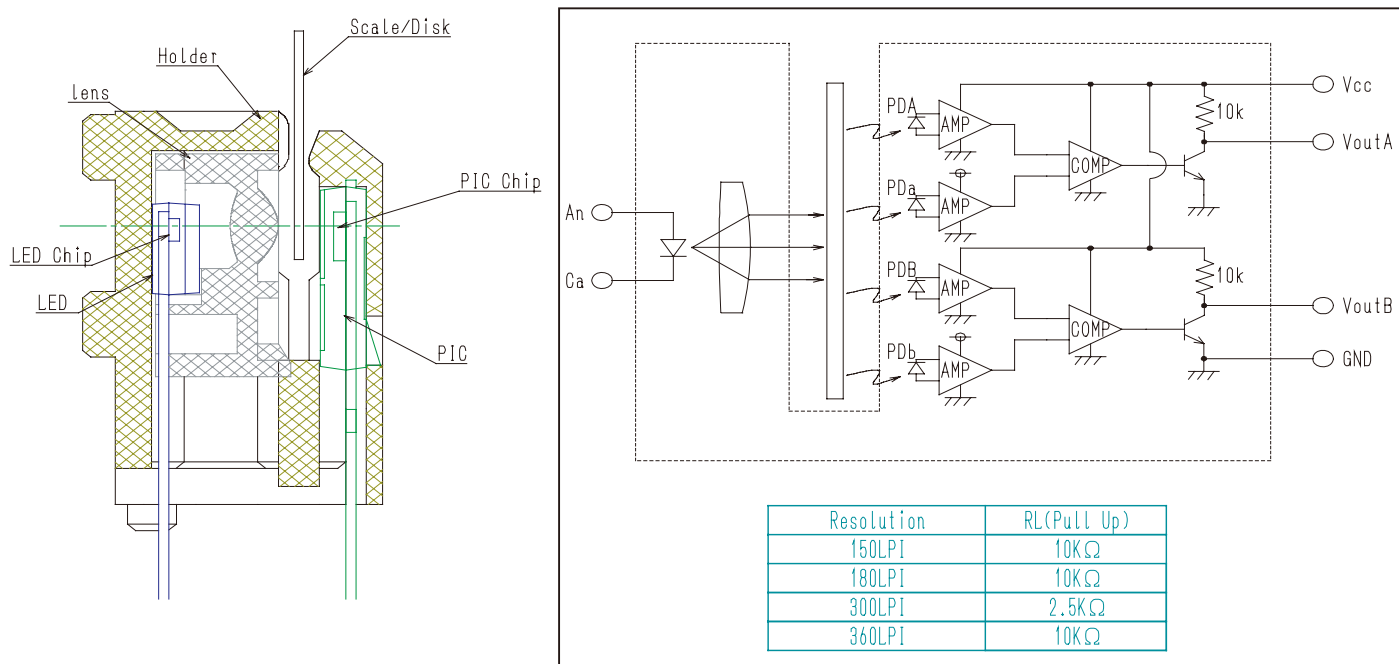 Scale/Disk
Holder
lens
PIC Chip
LED Chip
LED
PIC
An
Ca
PDA
AMP
PDa
AMP
COMP
10k
Vcc
VoutA
PDB
AMP
PDb
AMP
COMP
10k
VoutB
GND
Resolution RL(Pull Up)
150LPI 10KΩ
180LPI 10KΩ
300LPI 2.5KΩ
360LPI 10KΩ